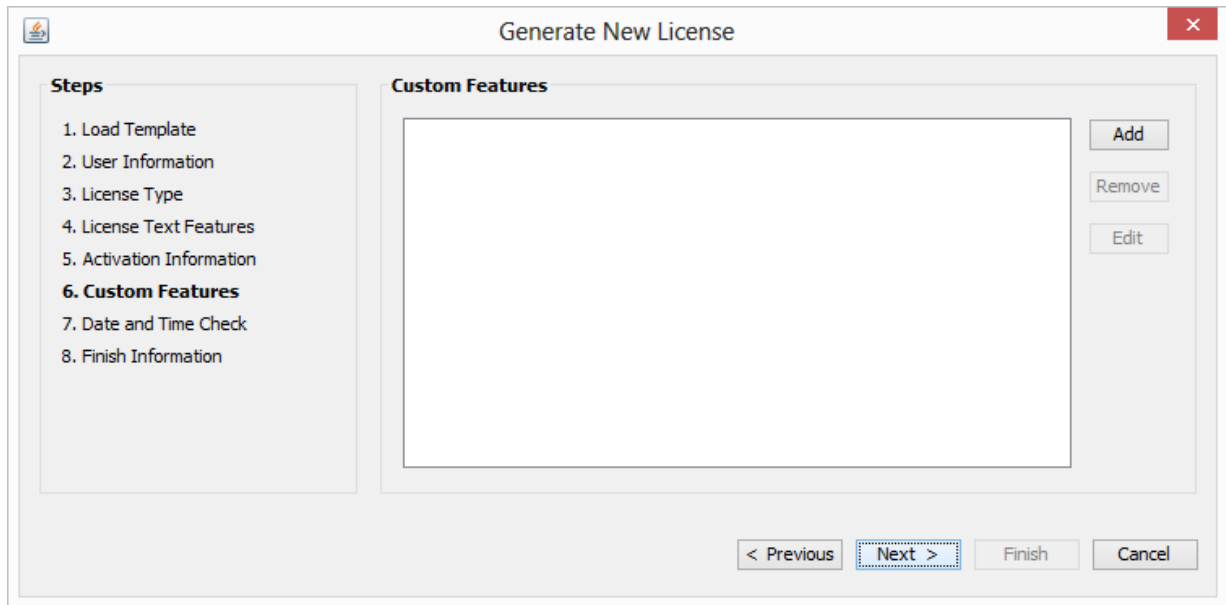 Generate New License
Steps
1. Load Template
2. User Information
3. License Type
4. License Text Features
5. Activation Information
6. Custom Features
7. Date and Time Check
8. Finish Information
Custom Features
Add
Remove
Edit
< Previous
Next >
Finish
Cancel